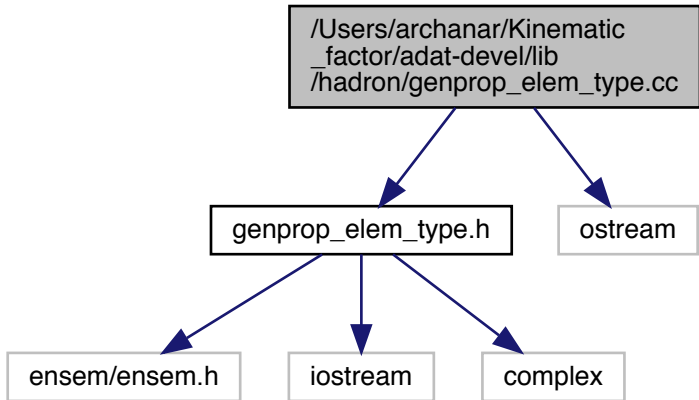 /Users/archanar/Kinematic
_factor/adat-devel/lib
/hadron/genprop_elem_type.cc
genprop_elem_type.h
ostream
ensem/ensem.h
iostream
complex